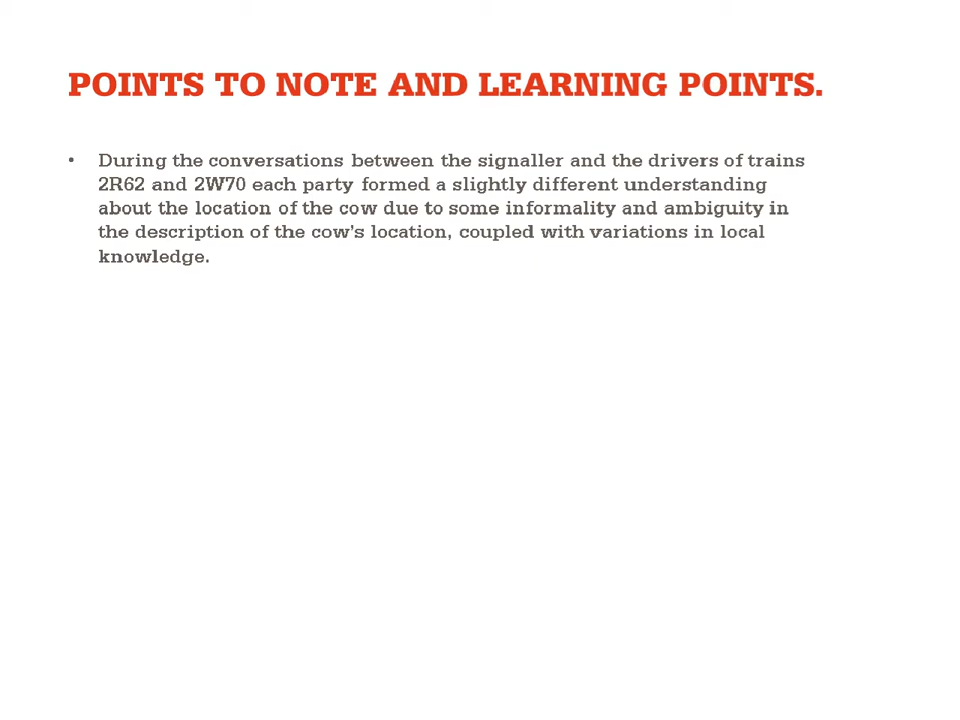 POINTS TO NOTE AND LEARNING POINTS.
• During the conversations between the signaller and the drivers of trains
2R62 and 2W70 each party formed a slightly different understanding
about the location of the cow due to some informality and ambiguity in
the description of the cow’s location, coupled with variations in local
knowledge.